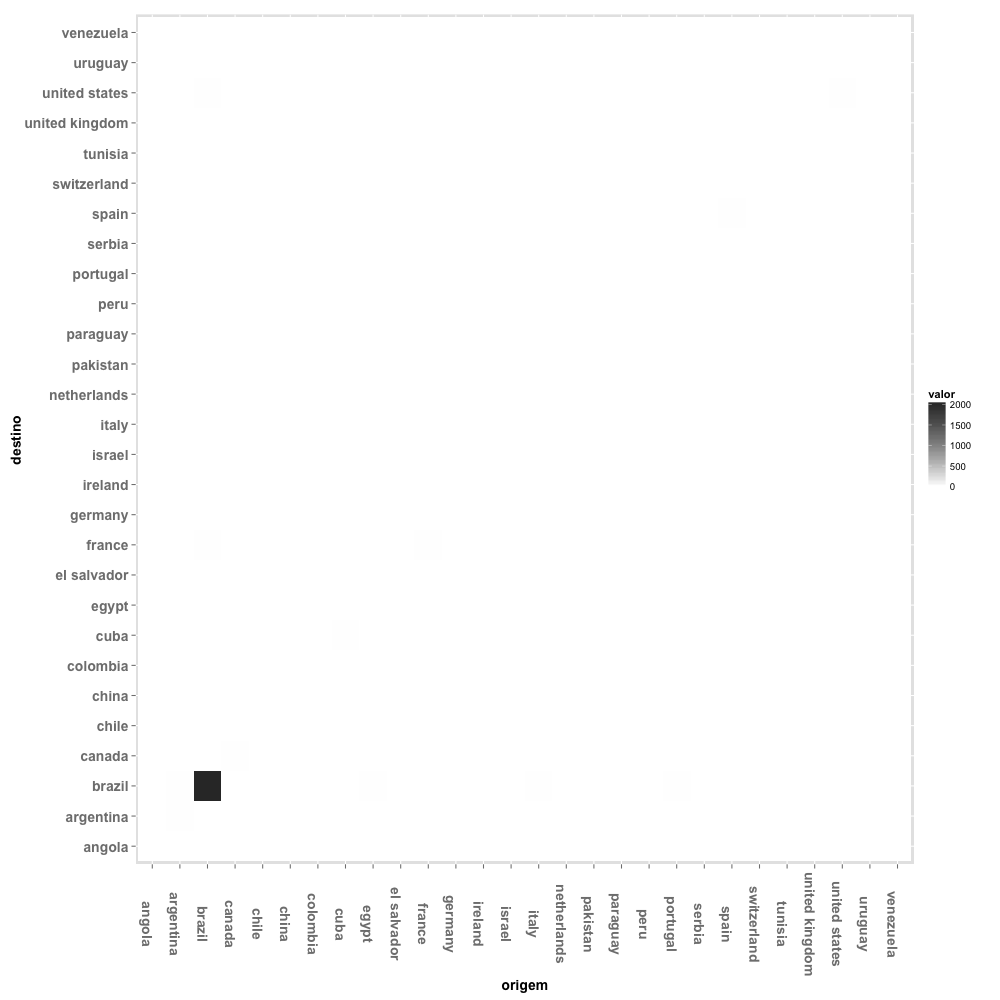 venezuela
uruguay
united states
united kingdom
tunisia
switzerland
spain
serbia
portugal
peru
paraguay
pakistan
netherlands
italy
israel
ireland
germany
france
el salvador
egypt
cuba
colombia
china
chile
canada
brazil
argentina
angola
destino
angola
argentina
brazil
canada
chile
china
colombia
cuba
egypt
el salvador
france
germany
ireland
israel
italy
netherlands
pakistan
paraguay
peru
portugal
serbia
spain
switzerland
tunisia
united kingdom
united states
uruguay
venezuela
origem
valor
2000
1500
1000
500
0